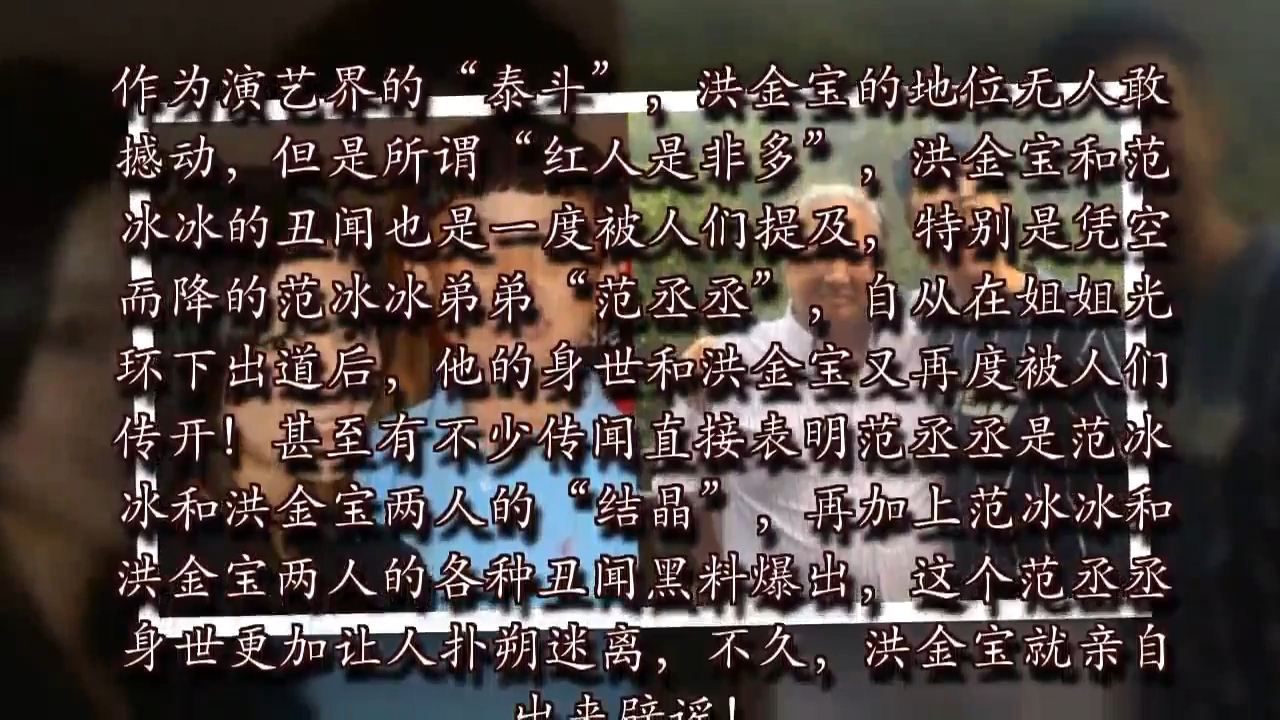 作为演艺界的“泰斗”，洪金宝的地位无人敢
撼动，但是所谓“红人是非多”，洪金宝和范
冰冰的丑闻也是一度被人们提及，特别是凭空
而降的范冰冰弟弟“范丞丞”，自从在姐姐光
环下出道后，他的身世和洪金宝又再度被人们
传开！甚至有不少传闻直接表明范丞丞是范冰
冰和洪金宝两人的“结晶”，再加上范冰冰和
洪金宝两人的各种丑闻黑料爆出，这个范丞丞
身世更加让人扑朔迷离，不久，洪金宝就亲自
出来辟谣！